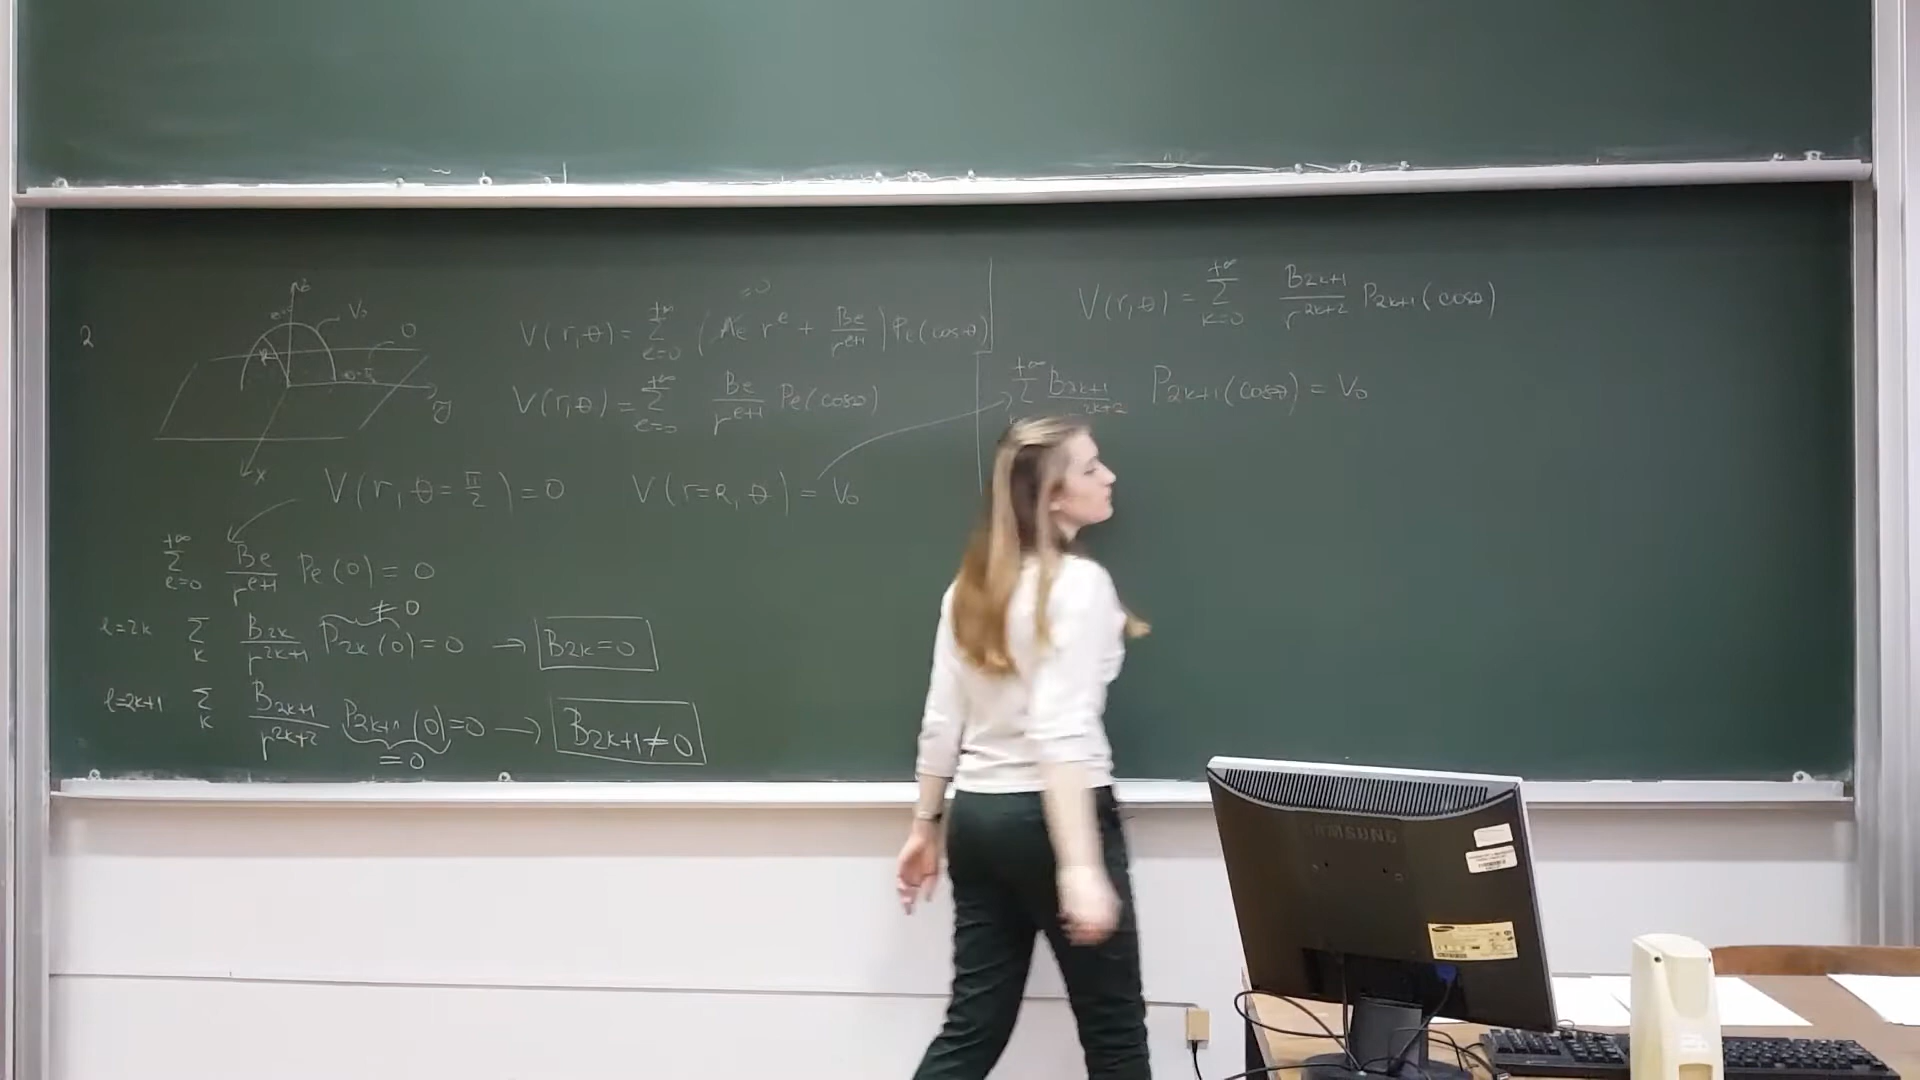 2
z
V₀
0
R
θ=π/2
y
x
=0
V(r,θ) = Σ_{ℓ=0}^{+∞} (A_ℓ r^ℓ + B_ℓ/r^{ℓ+1}) P_ℓ(cosθ)
V(r,θ) = Σ_{ℓ=0}^{+∞} B_ℓ/r^{ℓ+1} P_ℓ(cosθ)
V(r, θ=π/2) = 0 V(r=R, θ) = V₀
Σ_{ℓ=0}^{+∞} B_ℓ/r^{ℓ+1} P_ℓ(0) = 0
≠0
ℓ=2k Σ_k B_{2k}/r^{2k+1} P_{2k}(0) = 0 → B_{2k}=0
ℓ=2k+1 Σ_k B_{2k+1}/r^{2k+2} P_{2k+1}(0)=0 → B_{2k+1}≠0
=0
V(r,θ) = Σ_{k=0}^{+∞} B_{2k+1}/r^{2k+2} P_{2k+1}(cosθ)
Σ^{+∞} B_{2k+1}/^{2k+2} P_{2k+1}(cosθ) = V₀
SAMSUNG